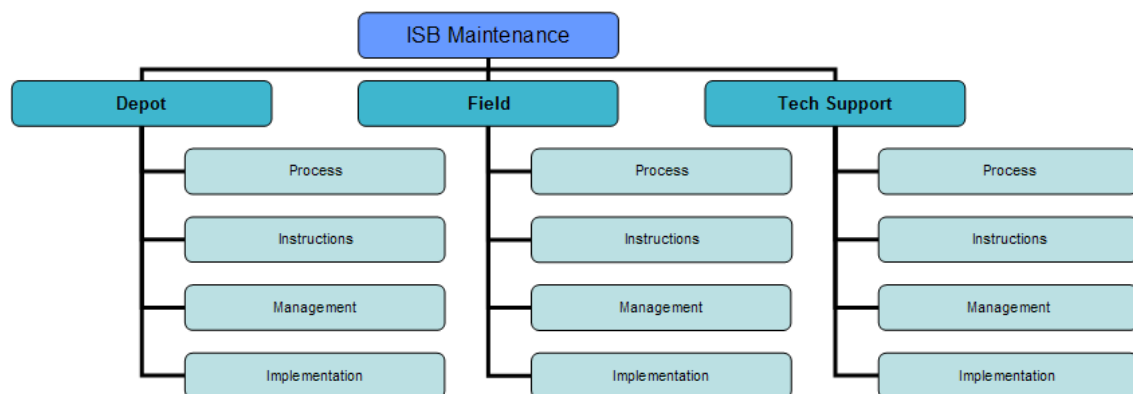 ISB Maintenance
Depot
Field
Tech Support
Process
Process
Process
Instructions
Instructions
Instructions
Management
Management
Management
Implementation
Implementation
Implementation